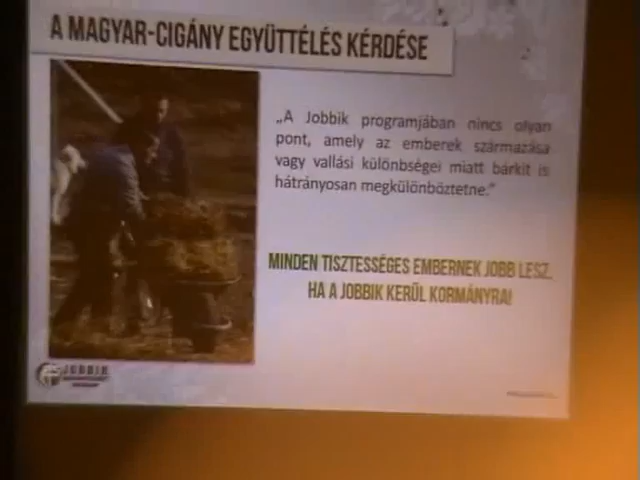 A MAGYAR-CIGÁNY EGYÜTTÉLÉS KÉRDÉSE
„A Jobbik programjában nincs olyan
pont, amely az emberek származása
vagy vallási különbségei miatt bárkit is
hátrányosan megkülönböztetne."
MINDEN TISZTESSÉGES EMBERNEK JOBB LESZ,
HA A JOBBIK KERÜL KORMÁNYRA!
JOBBIK